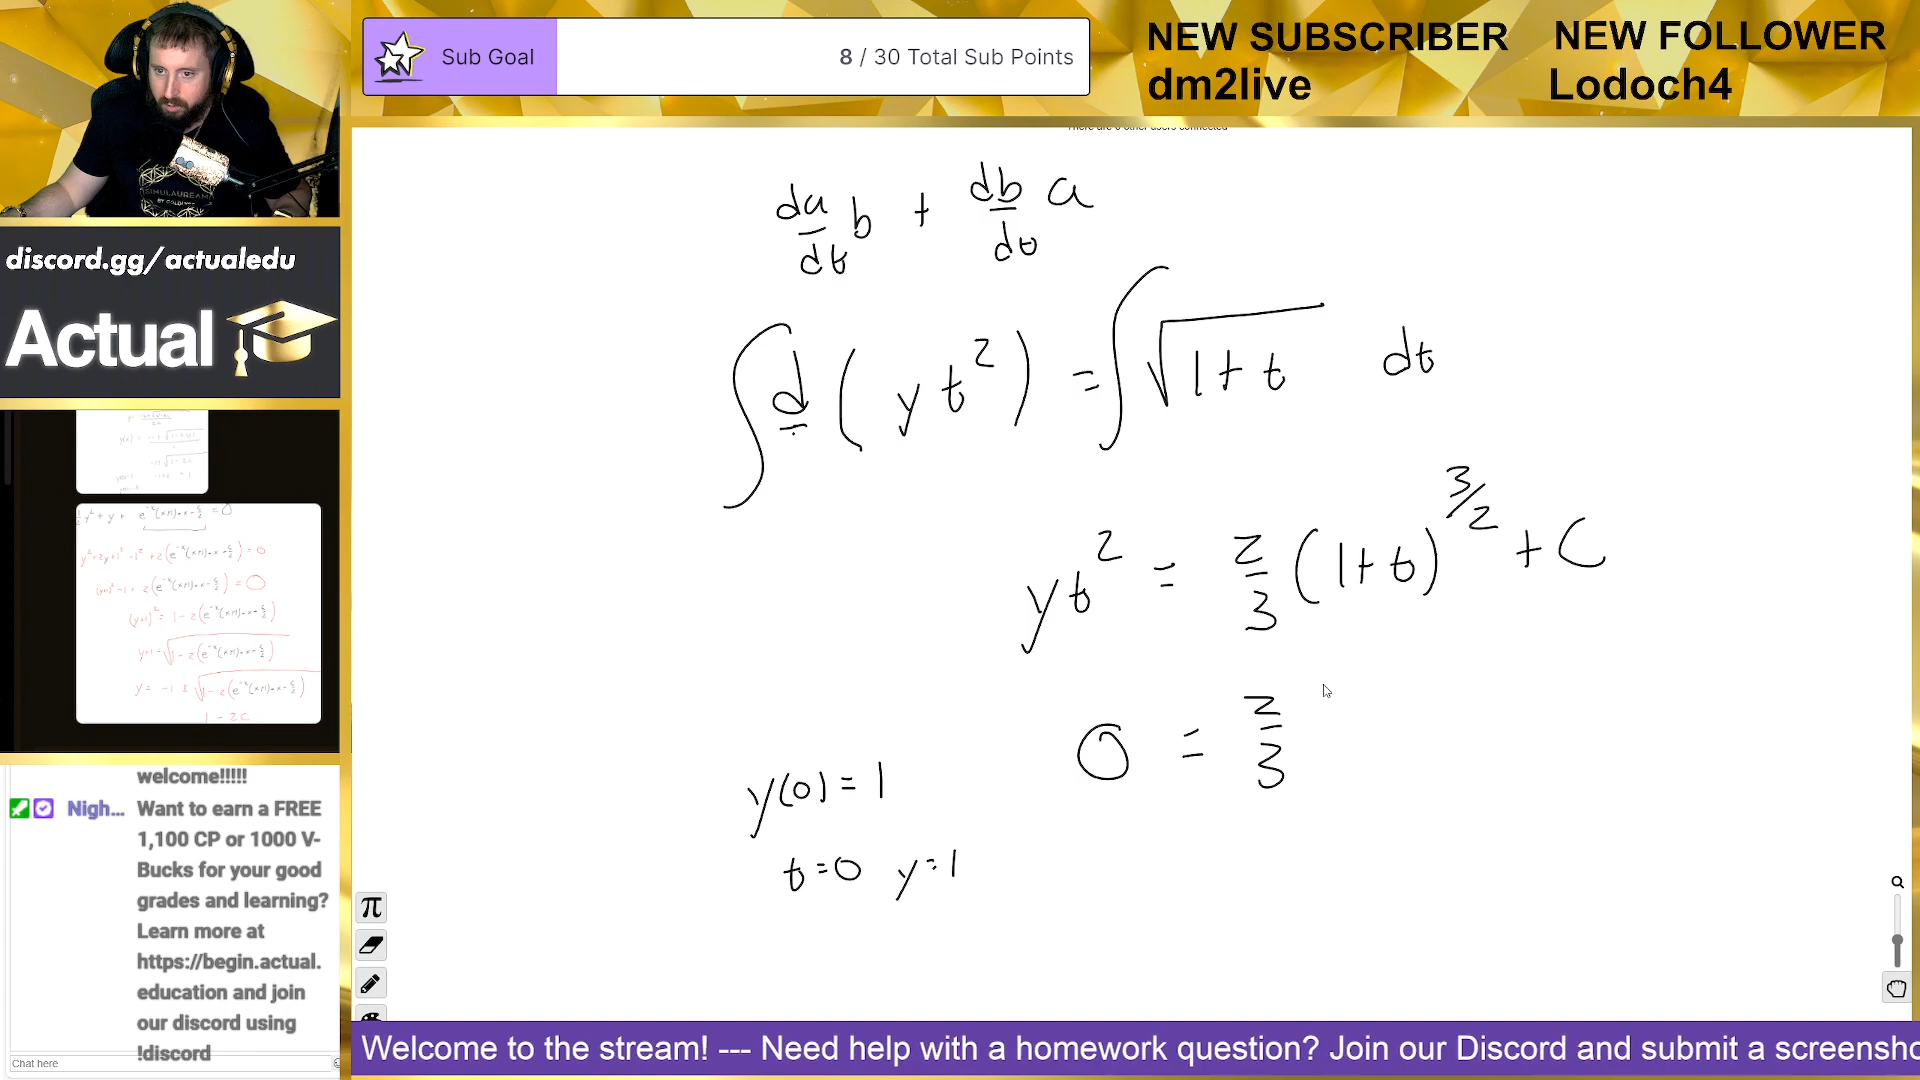 Sub Goal
8 / 30 Total Sub Points
NEW SUBSCRIBER
dm2live
NEW FOLLOWER
Lodoch4
discord.gg/actualedu
Actual
da/dt b + db/dt a
∫ d ( y t² ) = ∫ √1+t dt
y t² = 2/3 (1+t)^3/2 + C
0 = 2/3
y(0) = 1
t=0 y=1
π
welcome!!!!!
Nigh... Want to earn a FREE
1,100 CP or 1000 V-
Bucks for your good
grades and learning?
Learn more at
https://begin.actual.
education and join
our discord using
!discord
Chat here
Welcome to the stream! --- Need help with a homework question? Join our Discord and submit a screensho